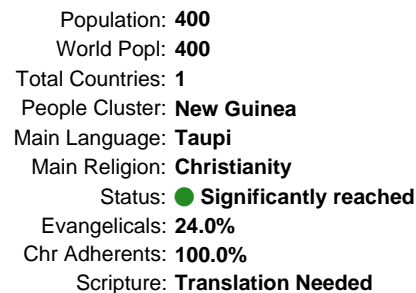 Population: 400
World Popl: 400
Total Countries: 1
People Cluster: New Guinea
Main Language: Taupi
Main Religion: Christianity
Status: Significantly reached
Evangelicals: 24.0%
Chr Adherents: 100.0%
Scripture: Translation Needed